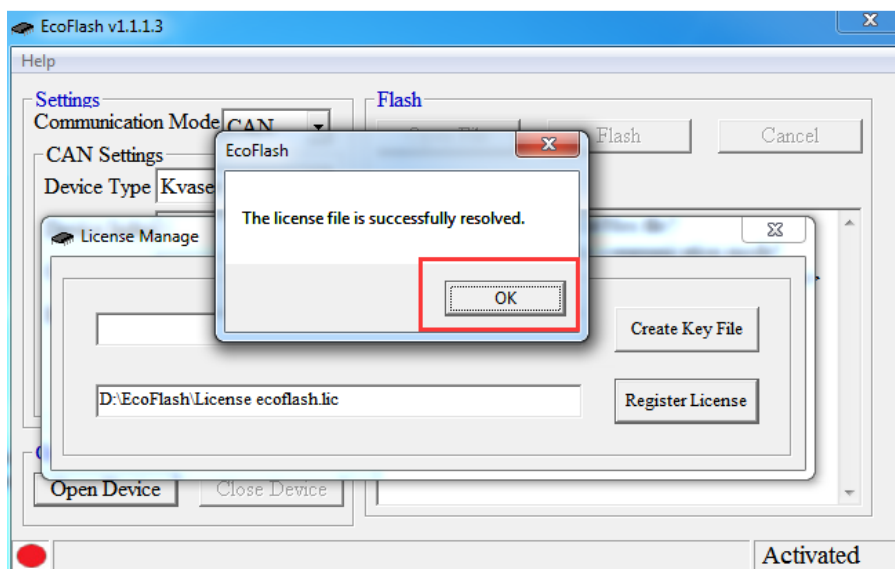 EcoFlash v1.1.1.3
Help
Settings
Flash
Communication Mode CAN
Flash
Cancel
CAN Settings
EcoFlash
Device Type Kvase
The license file is successfully resolved.
License Manage
OK
Create Key File
D:\EcoFlash\License ecoflash.lic
Register License
Open Device
Close Device
Activated